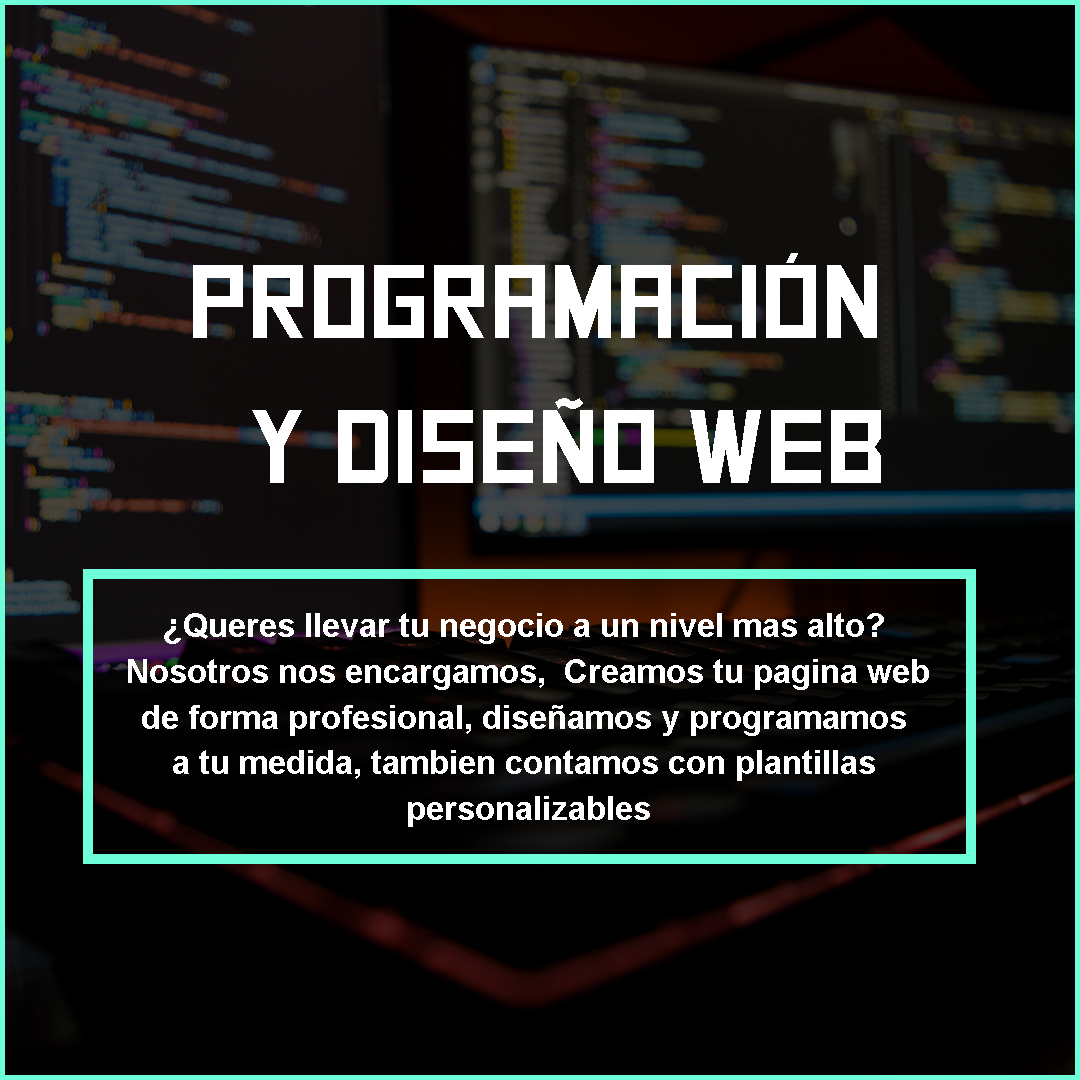 PROGRAMACIÓN
Y DISEÑO WEB
¿Queres llevar tu negocio a un nivel mas alto?
Nosotros nos encargamos,  Creamos tu pagina web
de forma profesional, diseñamos y programamos
a tu medida, tambien contamos con plantillas
personalizables